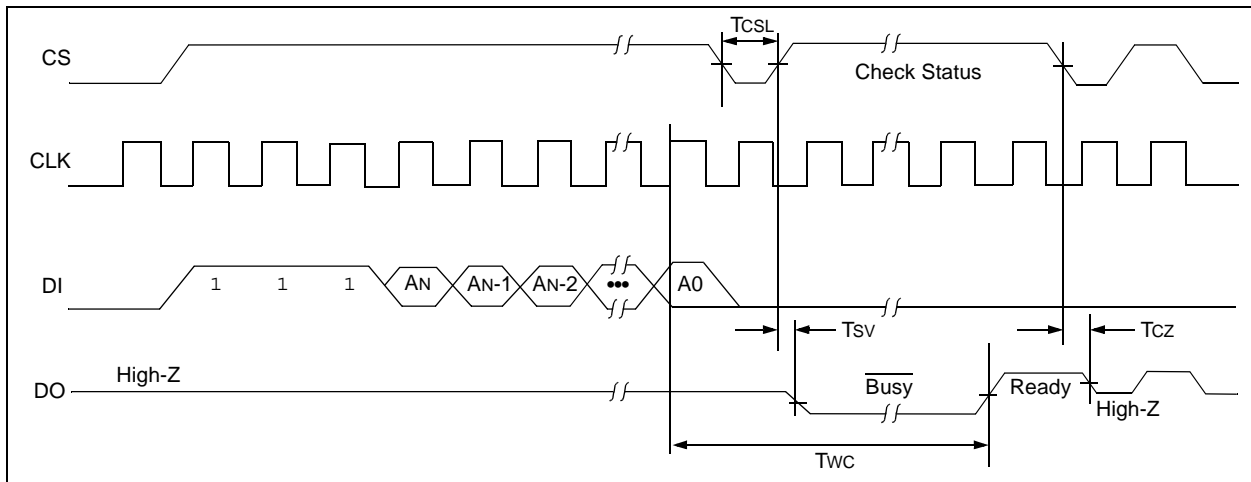 TCSL
CS
Check Status
CLK
DI
1 1 1 AN AN-1 AN-2 ••• A0
TSV
TCZ
High-Z
DO
Busy
Ready
High-Z
TWC